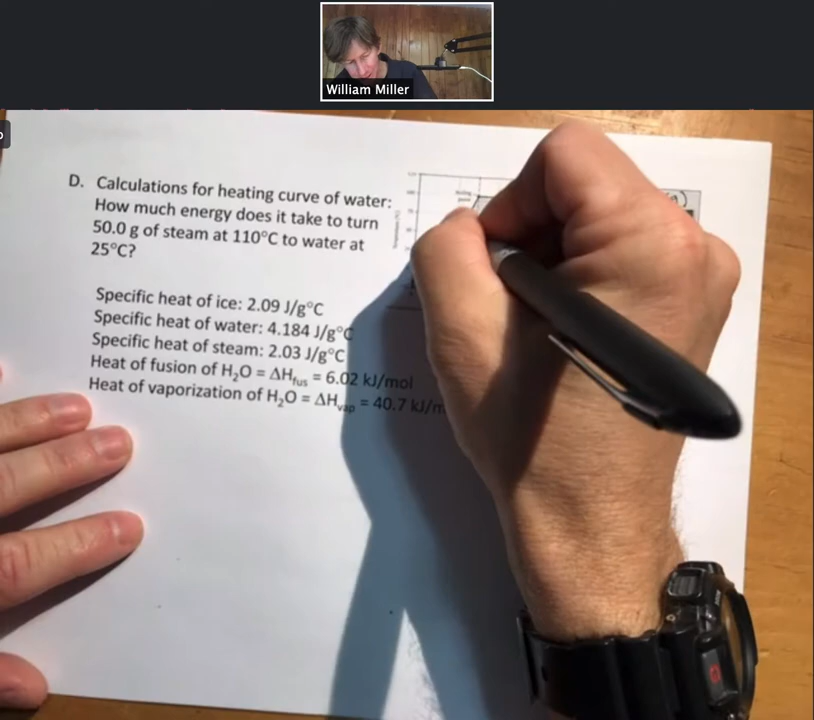 William Miller
D. Calculations for heating curve of water:
How much energy does it take to turn
50.0 g of steam at 110°C to water at
25°C?
Specific heat of ice: 2.09 J/g°C
Specific heat of water: 4.184 J/g°C
Specific heat of steam: 2.03 J/g°C
Heat of fusion of H₂O = ΔHfus = 6.02 kJ/mol
Heat of vaporization of H₂O = ΔHvap = 40.7 kJ/m